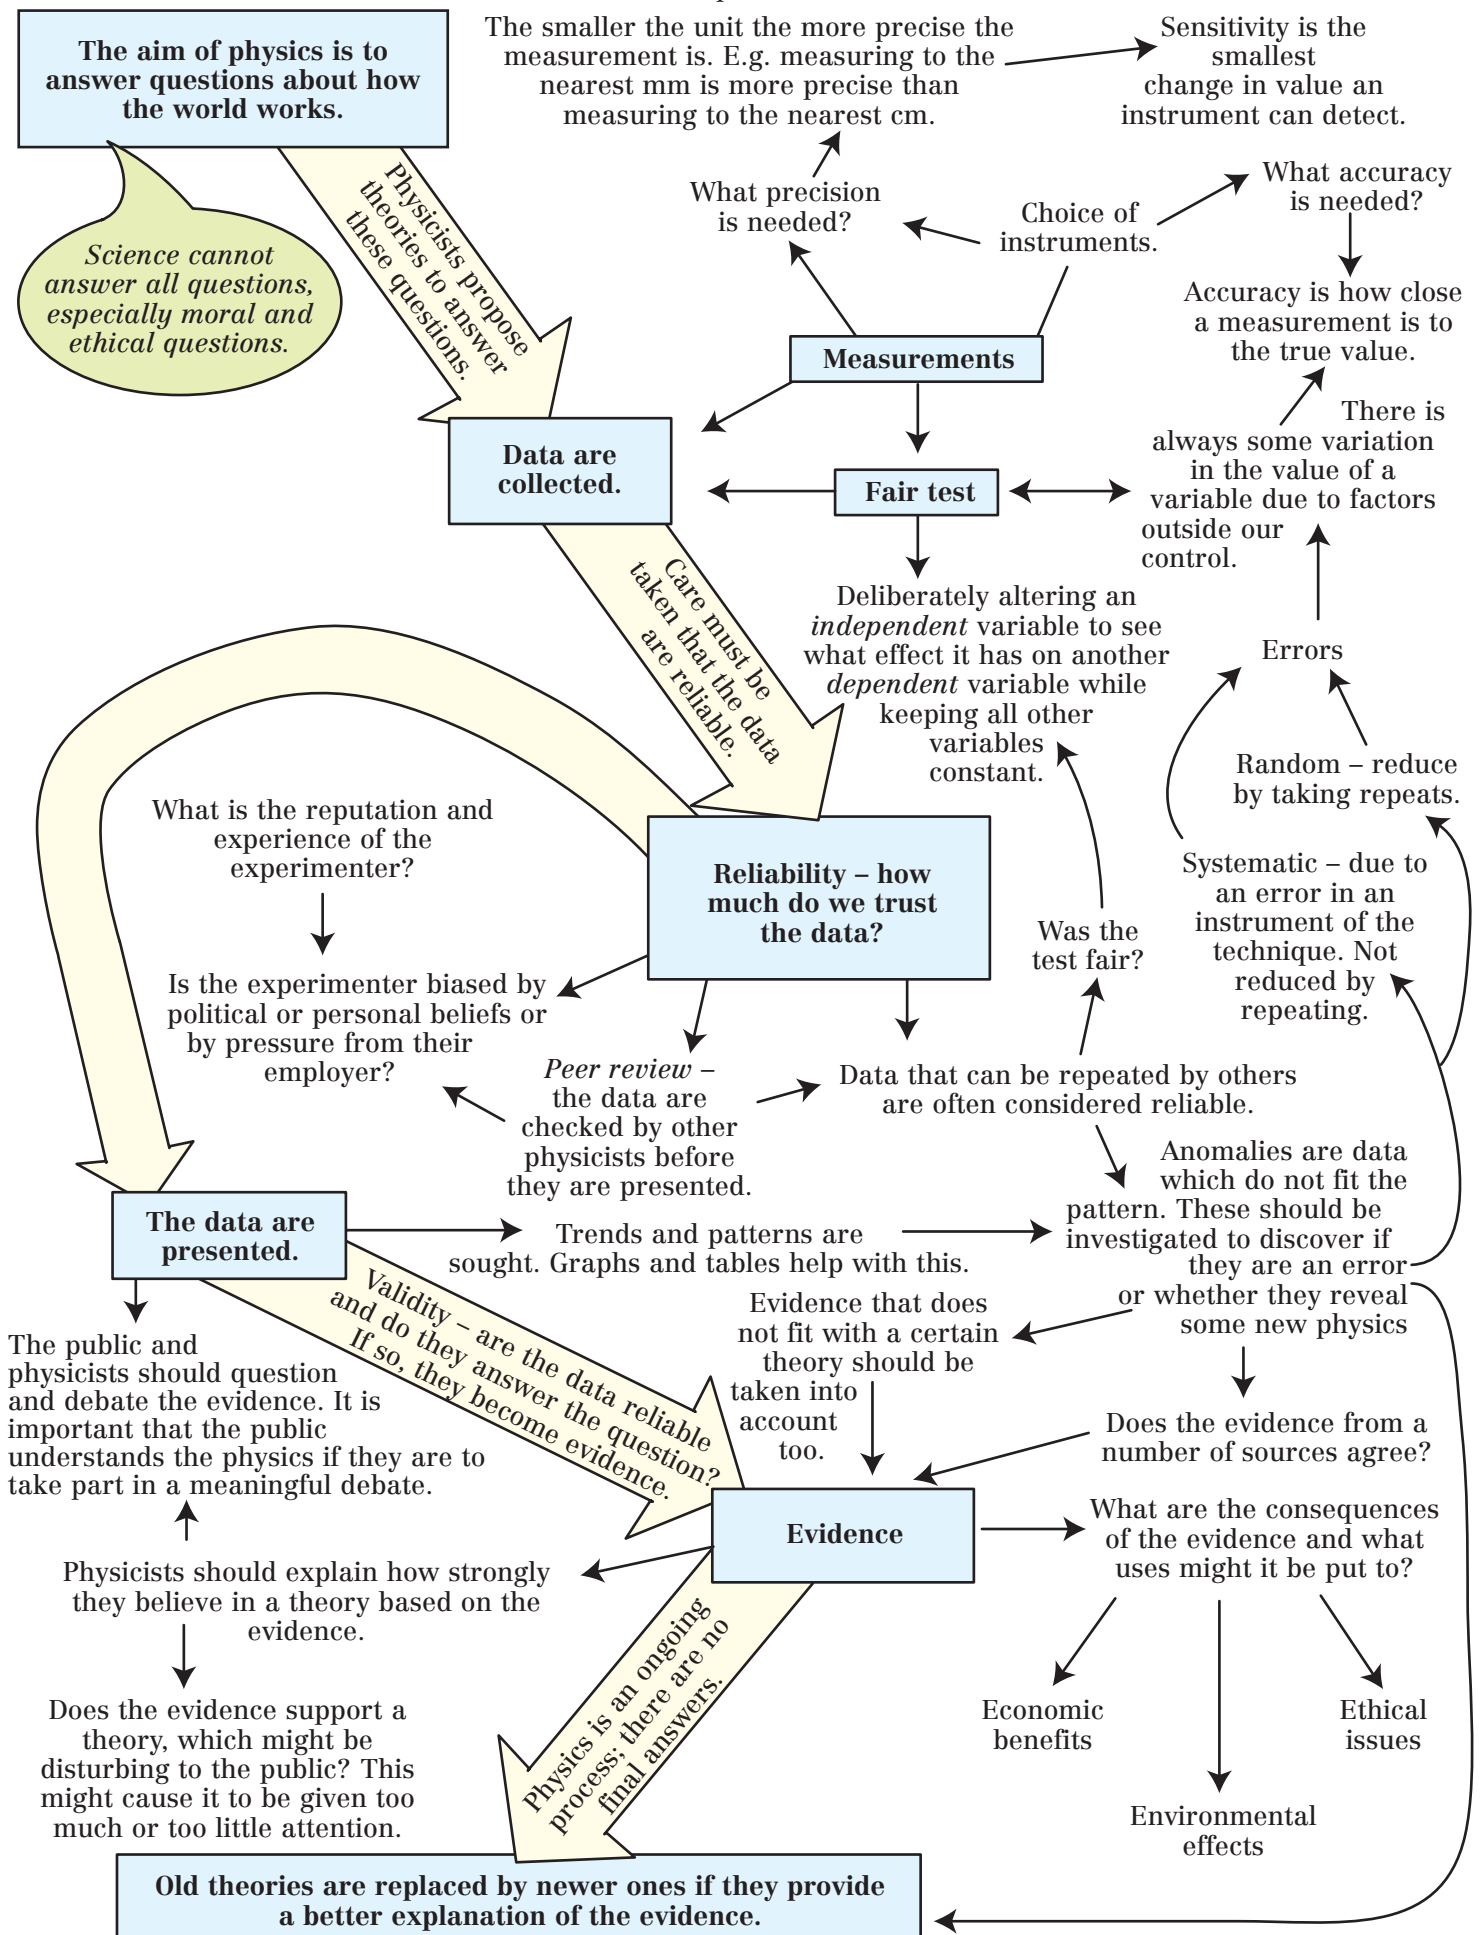 The aim of physics is to
answer questions about how
the world works.
Science cannot
answer all questions,
especially moral and
ethical questions.
Physicists propose
theories to answer
these questions.
The smaller the unit the more precise the
measurement is. E.g. measuring to the
nearest mm is more precise than
measuring to the nearest cm.
Sensitivity is the
smallest
change in value an
instrument can detect.
What precision
is needed?
Choice of
instruments.
What accuracy
is needed?
Accuracy is how close
a measurement is to
the true value.
Measurements
Data are
collected.
Fair test
There is
always some variation
in the value of a
variable due to factors
outside our
control.
Care must be
taken that the data
are reliable.
Deliberately altering an
independent variable to see
what effect it has on another
dependent variable while
keeping all other
variables
constant.
Errors
Random – reduce
by taking repeats.
Systematic – due to
an error in an
instrument of the
technique. Not
reduced by
repeating.
What is the reputation and
experience of the
experimenter?
Reliability – how
much do we trust
the data?
Was the
test fair?
Is the experimenter biased by
political or personal beliefs or
by pressure from their
employer?
Peer review –
the data are
checked by other
physicists before
they are presented.
Data that can be repeated by others
are often considered reliable.
Anomalies are data
which do not fit the
pattern. These should be
investigated to discover if
they are an error
or whether they reveal
some new physics
The data are
presented.
Trends and patterns are
sought. Graphs and tables help with this.
Validity – are the data reliable
and do they answer the question?
If so, they become evidence.
Evidence that does
not fit with a certain
theory should be
taken into
account
too.
The public and
physicists should question
and debate the evidence. It is
important that the public
understands the physics if they are to
take part in a meaningful debate.
Does the evidence from a
number of sources agree?
Evidence
What are the consequences
of the evidence and what
uses might it be put to?
Physicists should explain how strongly
they believe in a theory based on the
evidence.
Physics is an ongoing
process; there are no
final answers.
Does the evidence support a
theory, which might be
disturbing to the public? This
might cause it to be given too
much or too little attention.
Economic
benefits
Ethical
issues
Environmental
effects
Old theories are replaced by newer ones if they provide
a better explanation of the evidence.